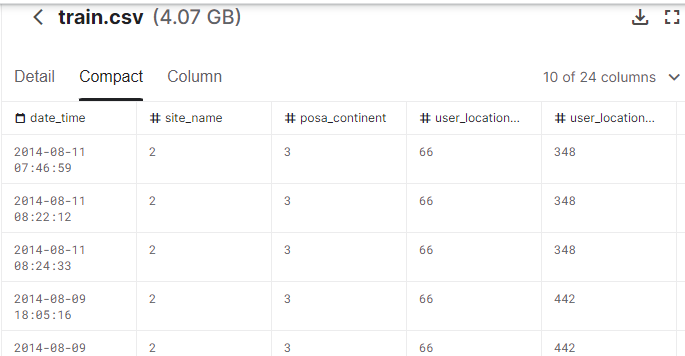 train.csv (4.07 GB)
Detail Compact Column 10 of 24 columns
date_time site_name posa_continent user_location... user_location...
2014-08-11 07:46:59 2 3 66 348
2014-08-11 08:22:12 2 3 66 348
2014-08-11 08:24:33 2 3 66 348
2014-08-09 18:05:16 2 3 66 442
2014-08-09 2 3 66 442